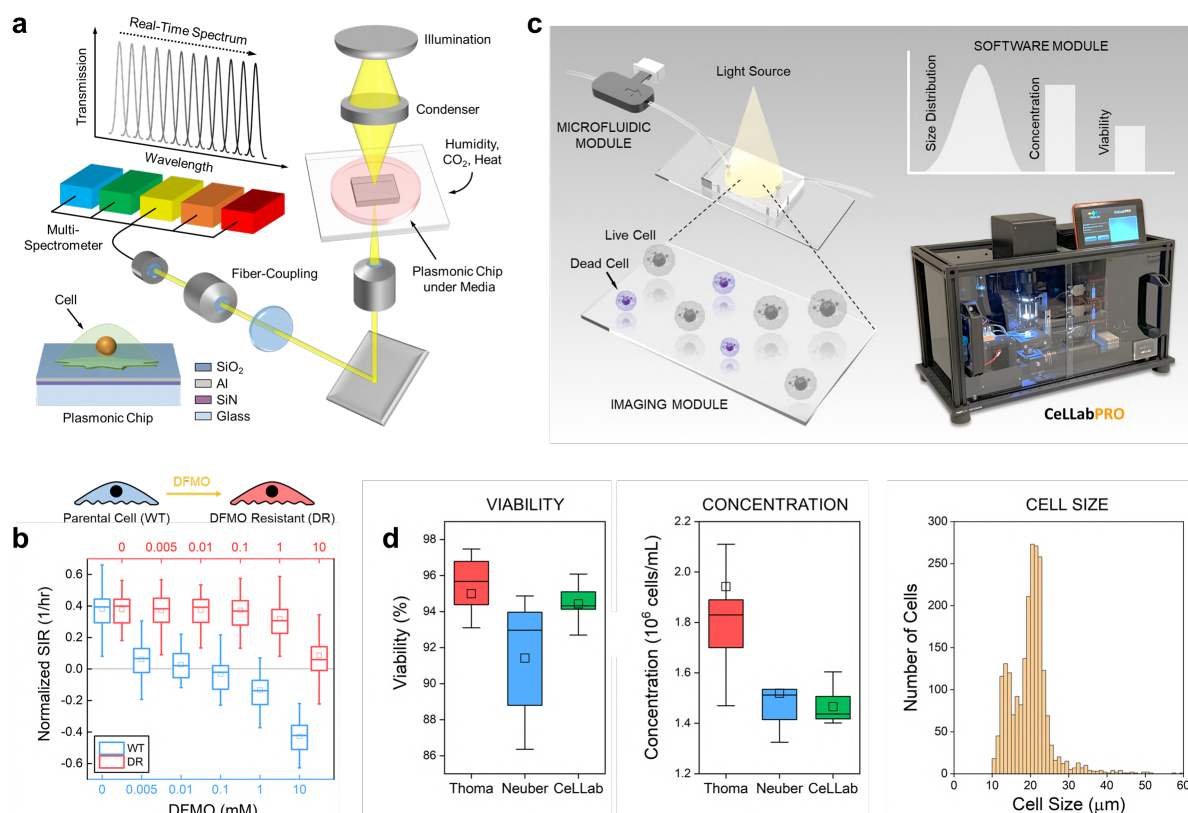 a
Real-Time Spectrum
Transmission
Wavelength
Illumination
Condenser
Humidity,
CO₂, Heat
Multi-
Spectrometer
Fiber-Coupling
Plasmonic Chip
under Media
Cell
SiO₂
Al
SiN
Glass
Plasmonic Chip
c
Light Source
MICROFLUIDIC
MODULE
SOFTWARE MODULE
Size Distribution
Concentration
Viability
Live Cell
Dead Cell
IMAGING MODULE
CeLLabPRO
DFMO
Parental Cell (WT)
DFMO Resistant (DR)
b
0 0.005 0.01 0.1 1 10
Normalized SIR (1/hr)
0.6
0.4
0.2
0.0
-0.2
-0.4
-0.6
WT
DR
0 0.005 0.01 0.1 1 10
DFMO (mM)
d
VIABILITY
Viability (%)
98
96
94
92
90
88
86
Thoma Neuber CeLLab
CONCENTRATION
Concentration (10⁶ cells/mL)
2.2
2.0
1.8
1.6
1.4
1.2
Thoma Neuber CeLLab
CELL SIZE
Number of Cells
300
250
200
150
100
50
0
0 10 20 30 40 50 60
Cell Size (μm)